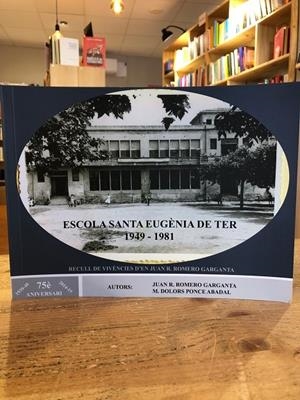 ESCOLA SANTA EUGÈNIA DE TER
1949 - 1981
RECULL DE VIVÈNCIES D'EN JUAN R. ROMERO GARGANTA
75è
ANIVERSARI
AUTORS:
JUAN R. ROMERO GARGANTA
M. DOLORS PONCE ABADAL